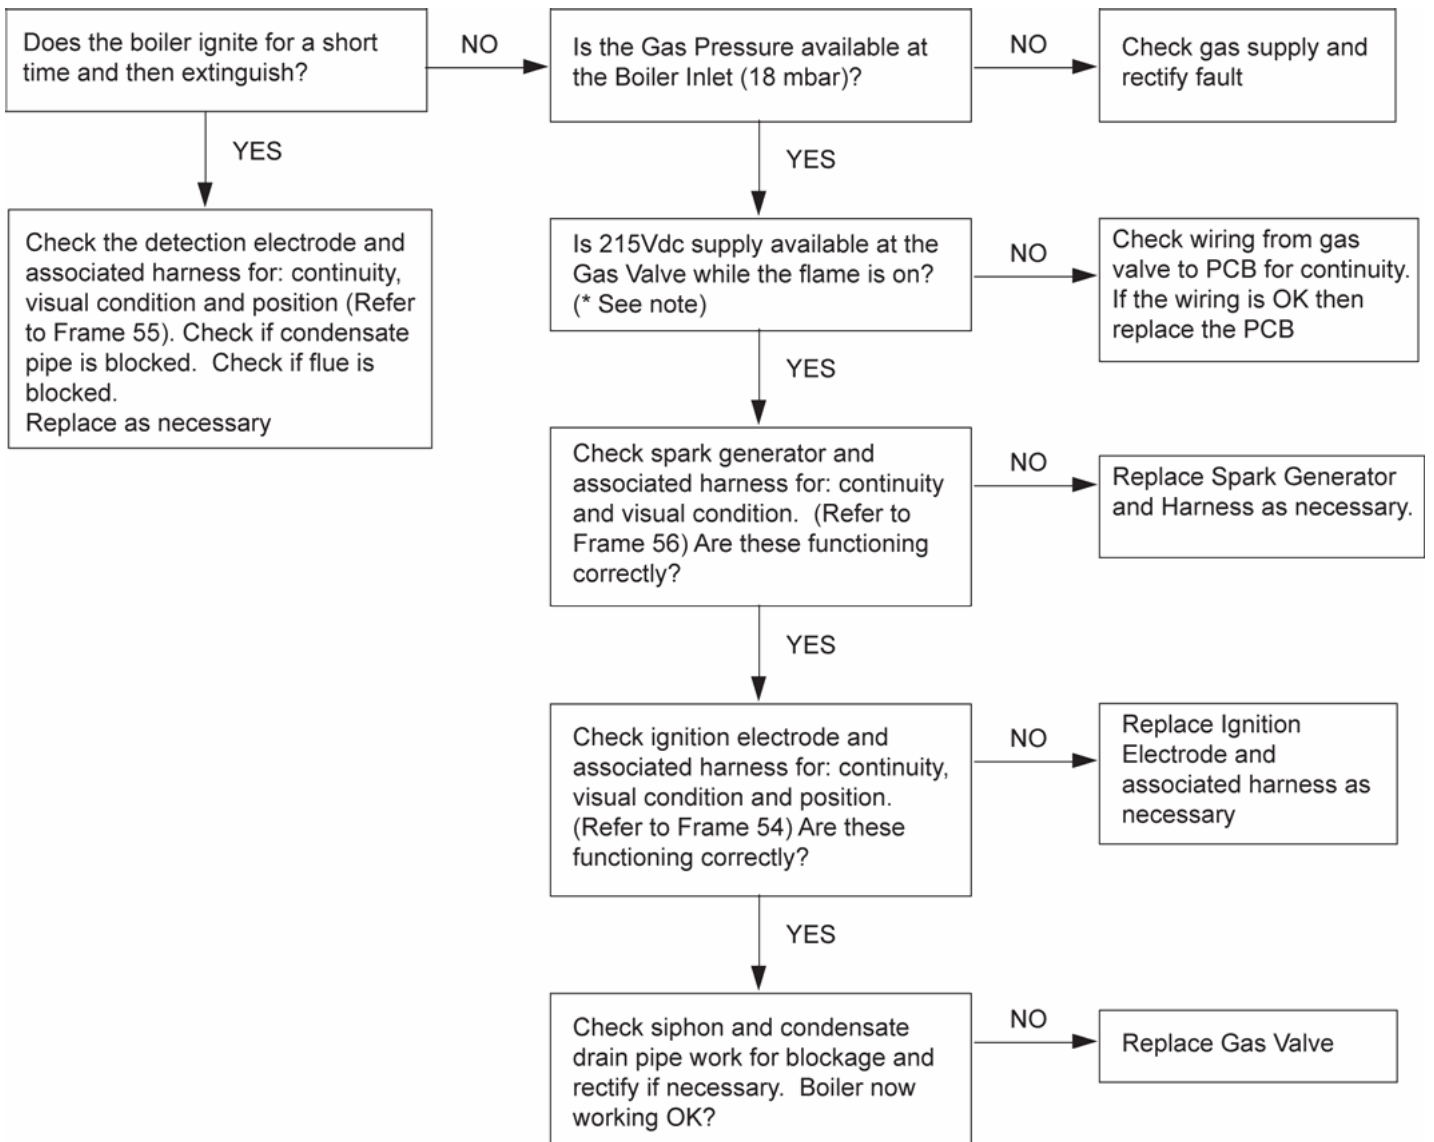 Does the boiler ignite for a short
time and then extinguish?
NO
Is the Gas Pressure available at
the Boiler Inlet (18 mbar)?
NO
Check gas supply and
rectify fault
YES
YES
Check the detection electrode and
associated harness for: continuity,
visual condition and position (Refer
to Frame 55). Check if condensate
pipe is blocked.  Check if flue is
blocked.
Replace as necessary
Is 215Vdc supply available at the
Gas Valve while the flame is on?
(* See note)
NO
Check wiring from gas
valve to PCB for continuity.
If the wiring is OK then
replace the PCB
YES
Check spark generator and
associated harness for: continuity
and visual condition.  (Refer to
Frame 56) Are these functioning
correctly?
NO
Replace Spark Generator
and Harness as necessary.
YES
Check ignition electrode and
associated harness for: continuity,
visual condition and position.
(Refer to Frame 54) Are these
functioning correctly?
NO
Replace Ignition
Electrode and
associated harness as
necessary
YES
Check siphon and condensate
drain pipe work for blockage and
rectify if necessary.  Boiler now
working OK?
NO
Replace Gas Valve